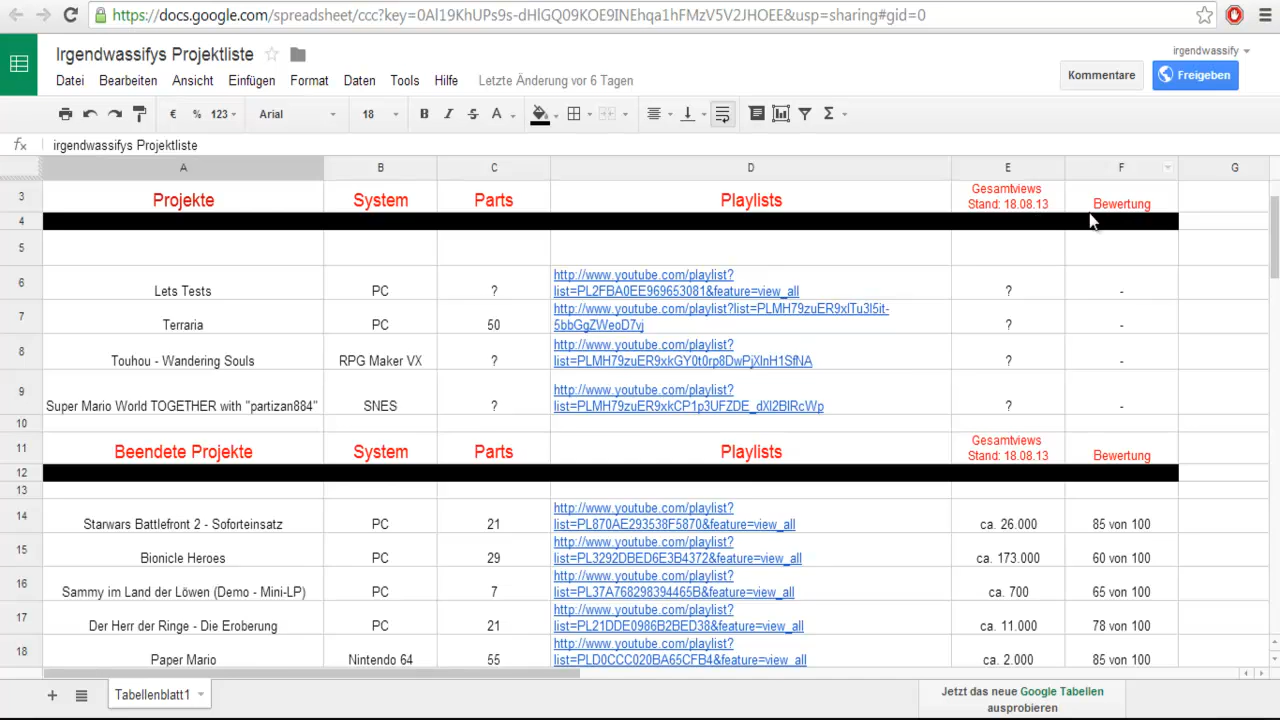 https://docs.google.com/spreadsheet/ccc?key=0Al19KhUPs9s-dHlGQ09KOE9INEhqa1hFMzV5V2JHOEE&usp=sharing#gid=0
Irgendwassifys Projektliste
irgendwassify
Datei Bearbeiten Ansicht Einfügen Format Daten Tools Hilfe Letzte Änderung vor 6 Tagen
Kommentare Freigeben
€ % 123 Arial 18 B I S A Σ
fx irgendwassifys Projektliste
A B C D E F G
3 Projekte System Parts Playlists Gesamtviews Stand: 18.08.13 Bewertung
4
5
6 Lets Tests PC ? http://www.youtube.com/playlist?list=PL2FBA0EE969653081&feature=view_all ? -
7 Terraria PC 50 http://www.youtube.com/playlist?list=PLMH79zuER9xlTu3l5it-5bbGgZWeoD7vj ? -
8 Touhou - Wandering Souls RPG Maker VX ? http://www.youtube.com/playlist?list=PLMH79zuER9xkGY0t0rp8DwPjXlnH1SfNA ? -
9 Super Mario World TOGETHER with "partizan884" SNES ? http://www.youtube.com/playlist?list=PLMH79zuER9xkCP1p3UFZDE_dXl2BlRcWp ? -
10
11 Beendete Projekte System Parts Playlists Gesamtviews Stand: 18.08.13 Bewertung
12
13
14 Starwars Battlefront 2 - Soforteinsatz PC 21 http://www.youtube.com/playlist?list=PL870AE293538F5870&feature=view_all ca. 26.000 85 von 100
15 Bionicle Heroes PC 29 http://www.youtube.com/playlist?list=PL3292DBED6E3B4372&feature=view_all ca. 173.000 60 von 100
16 Sammy im Land der Löwen (Demo - Mini-LP) PC 7 http://www.youtube.com/playlist?list=PL37A768298394465B&feature=view_all ca. 700 65 von 100
17 Der Herr der Ringe - Die Eroberung PC 21 http://www.youtube.com/playlist?list=PL21DDE0986B2BED38&feature=view_all ca. 11.000 78 von 100
18 Paper Mario Nintendo 64 55 http://www.youtube.com/playlist?list=PLD0CCC020BA65CFB4&feature=view_all ca. 2.000 85 von 100
Tabellenblatt1
Jetzt das neue Google Tabellen
ausprobieren